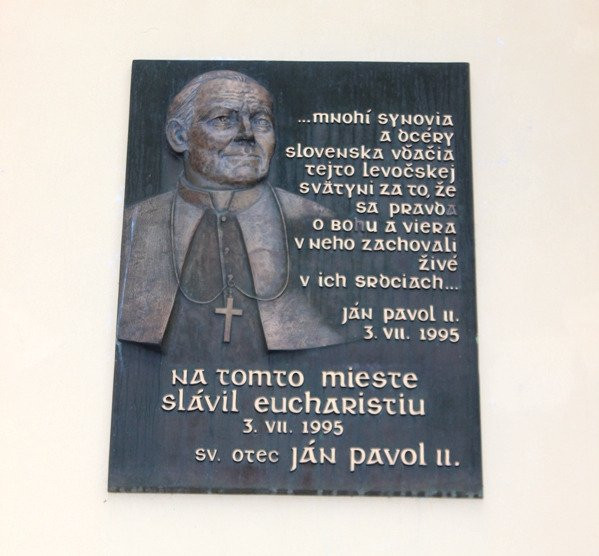 ...mnohí synovia
a dcéry
slovenska vďačia
tejto levočskej
svätyni za to, že
sa pravda
o bohu a viera
v neho zachovali
živé
v ich srdciach...
ján pavol II.
3. VII. 1995
na tomto mieste
slávil eucharistiu
3. VII. 1995
sv. otec ján pavol II.